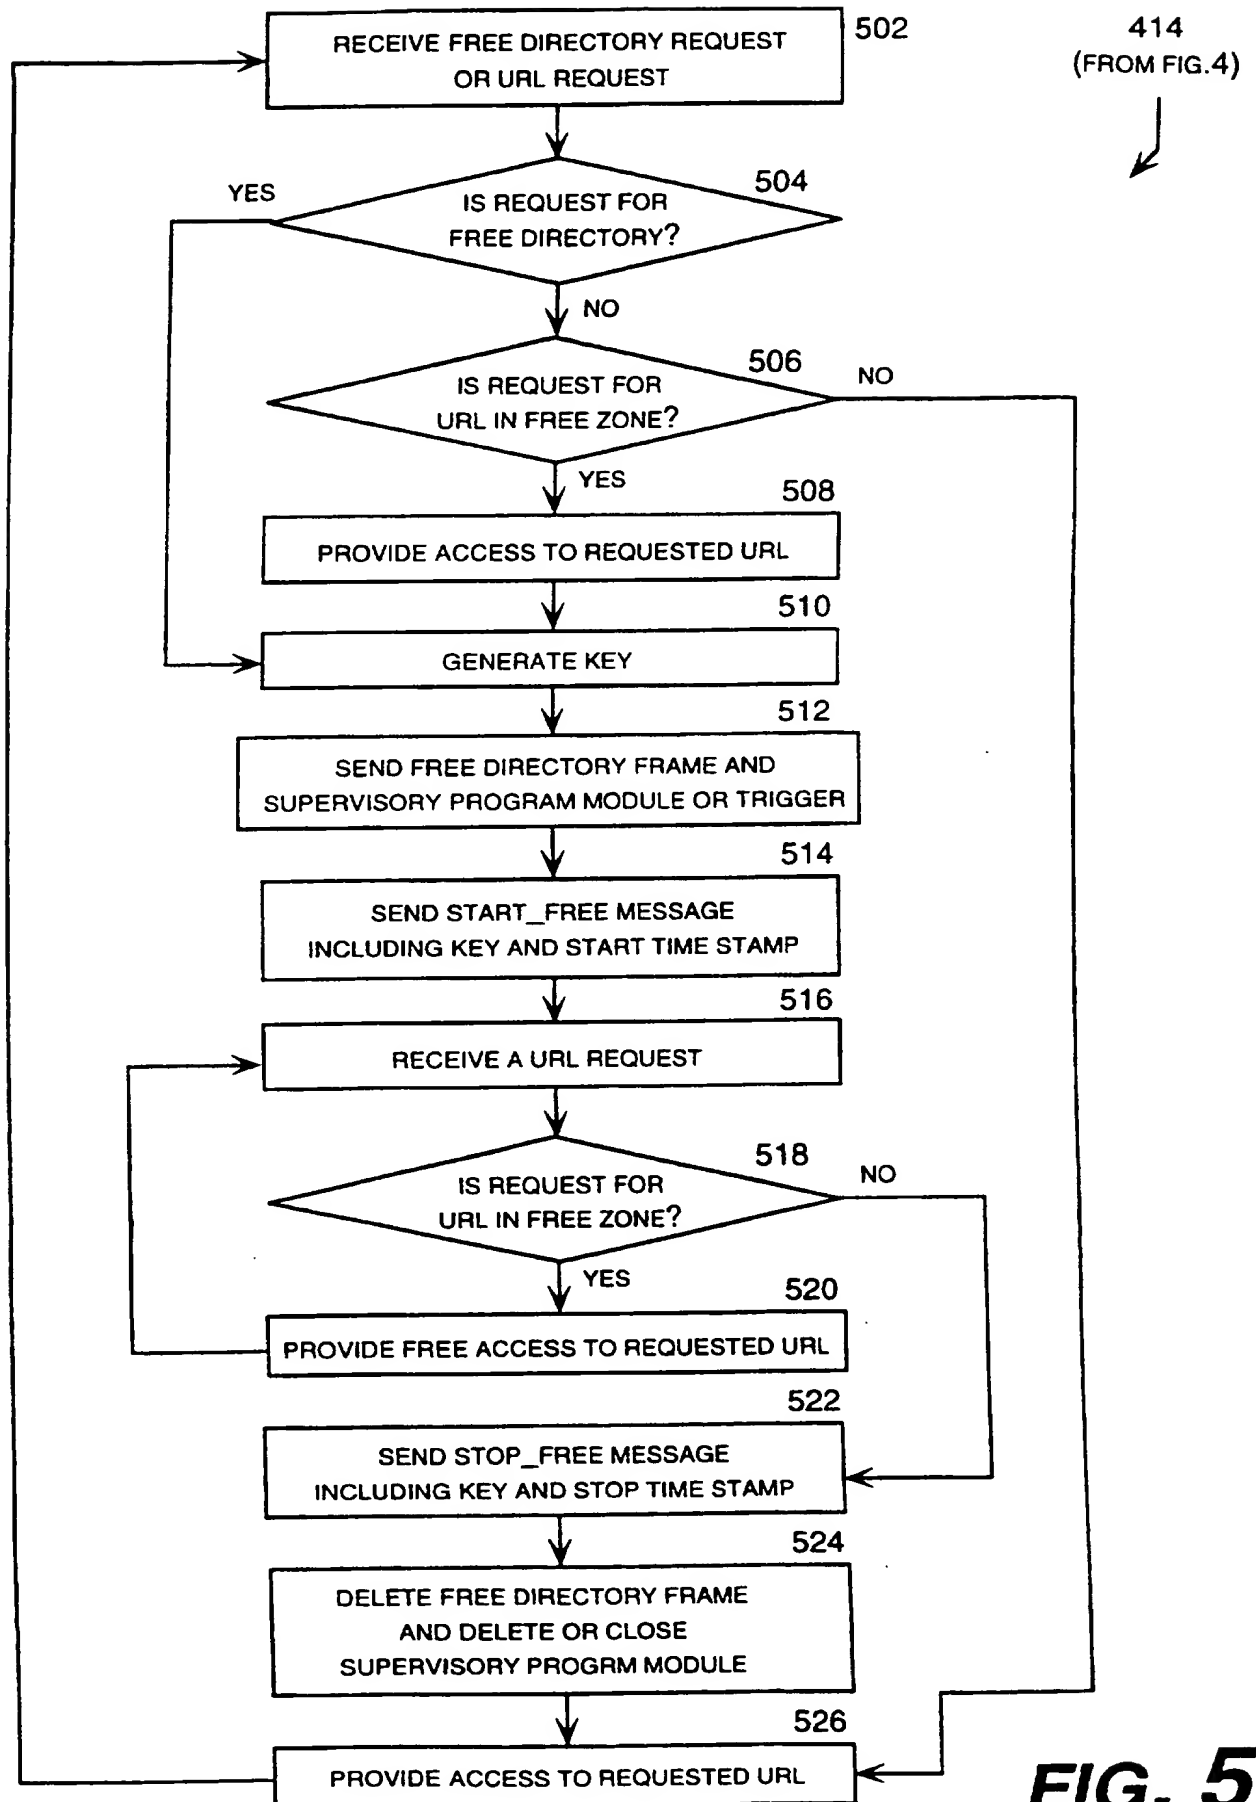 RECEIVE FREE DIRECTORY REQUEST
OR URL REQUEST
502
414
(FROM FIG.4)
504
YES
IS REQUEST FOR
FREE DIRECTORY?
NO
506
IS REQUEST FOR
URL IN FREE ZONE?
NO
YES
508
PROVIDE ACCESS TO REQUESTED URL
510
GENERATE KEY
512
SEND FREE DIRECTORY FRAME AND
SUPERVISORY PROGRAM MODULE OR TRIGGER
514
SEND START_FREE MESSAGE
INCLUDING KEY AND START TIME STAMP
516
RECEIVE A URL REQUEST
518
IS REQUEST FOR
URL IN FREE ZONE?
NO
YES
520
PROVIDE FREE ACCESS TO REQUESTED URL
522
SEND STOP_FREE MESSAGE
INCLUDING KEY AND STOP TIME STAMP
524
DELETE FREE DIRECTORY FRAME
AND DELETE OR CLOSE
SUPERVISORY PROGRM MODULE
526
PROVIDE ACCESS TO REQUESTED URL
FIG. 5